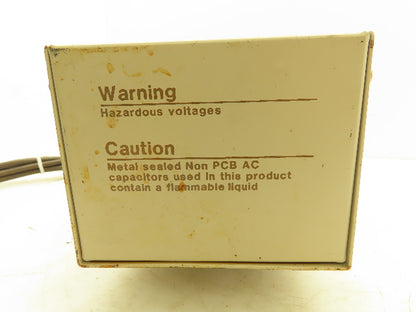 Warning
Hazardous voltages
Caution
Metal sealed Non PCB AC
capacitors used in this product
contain a flammable liquid